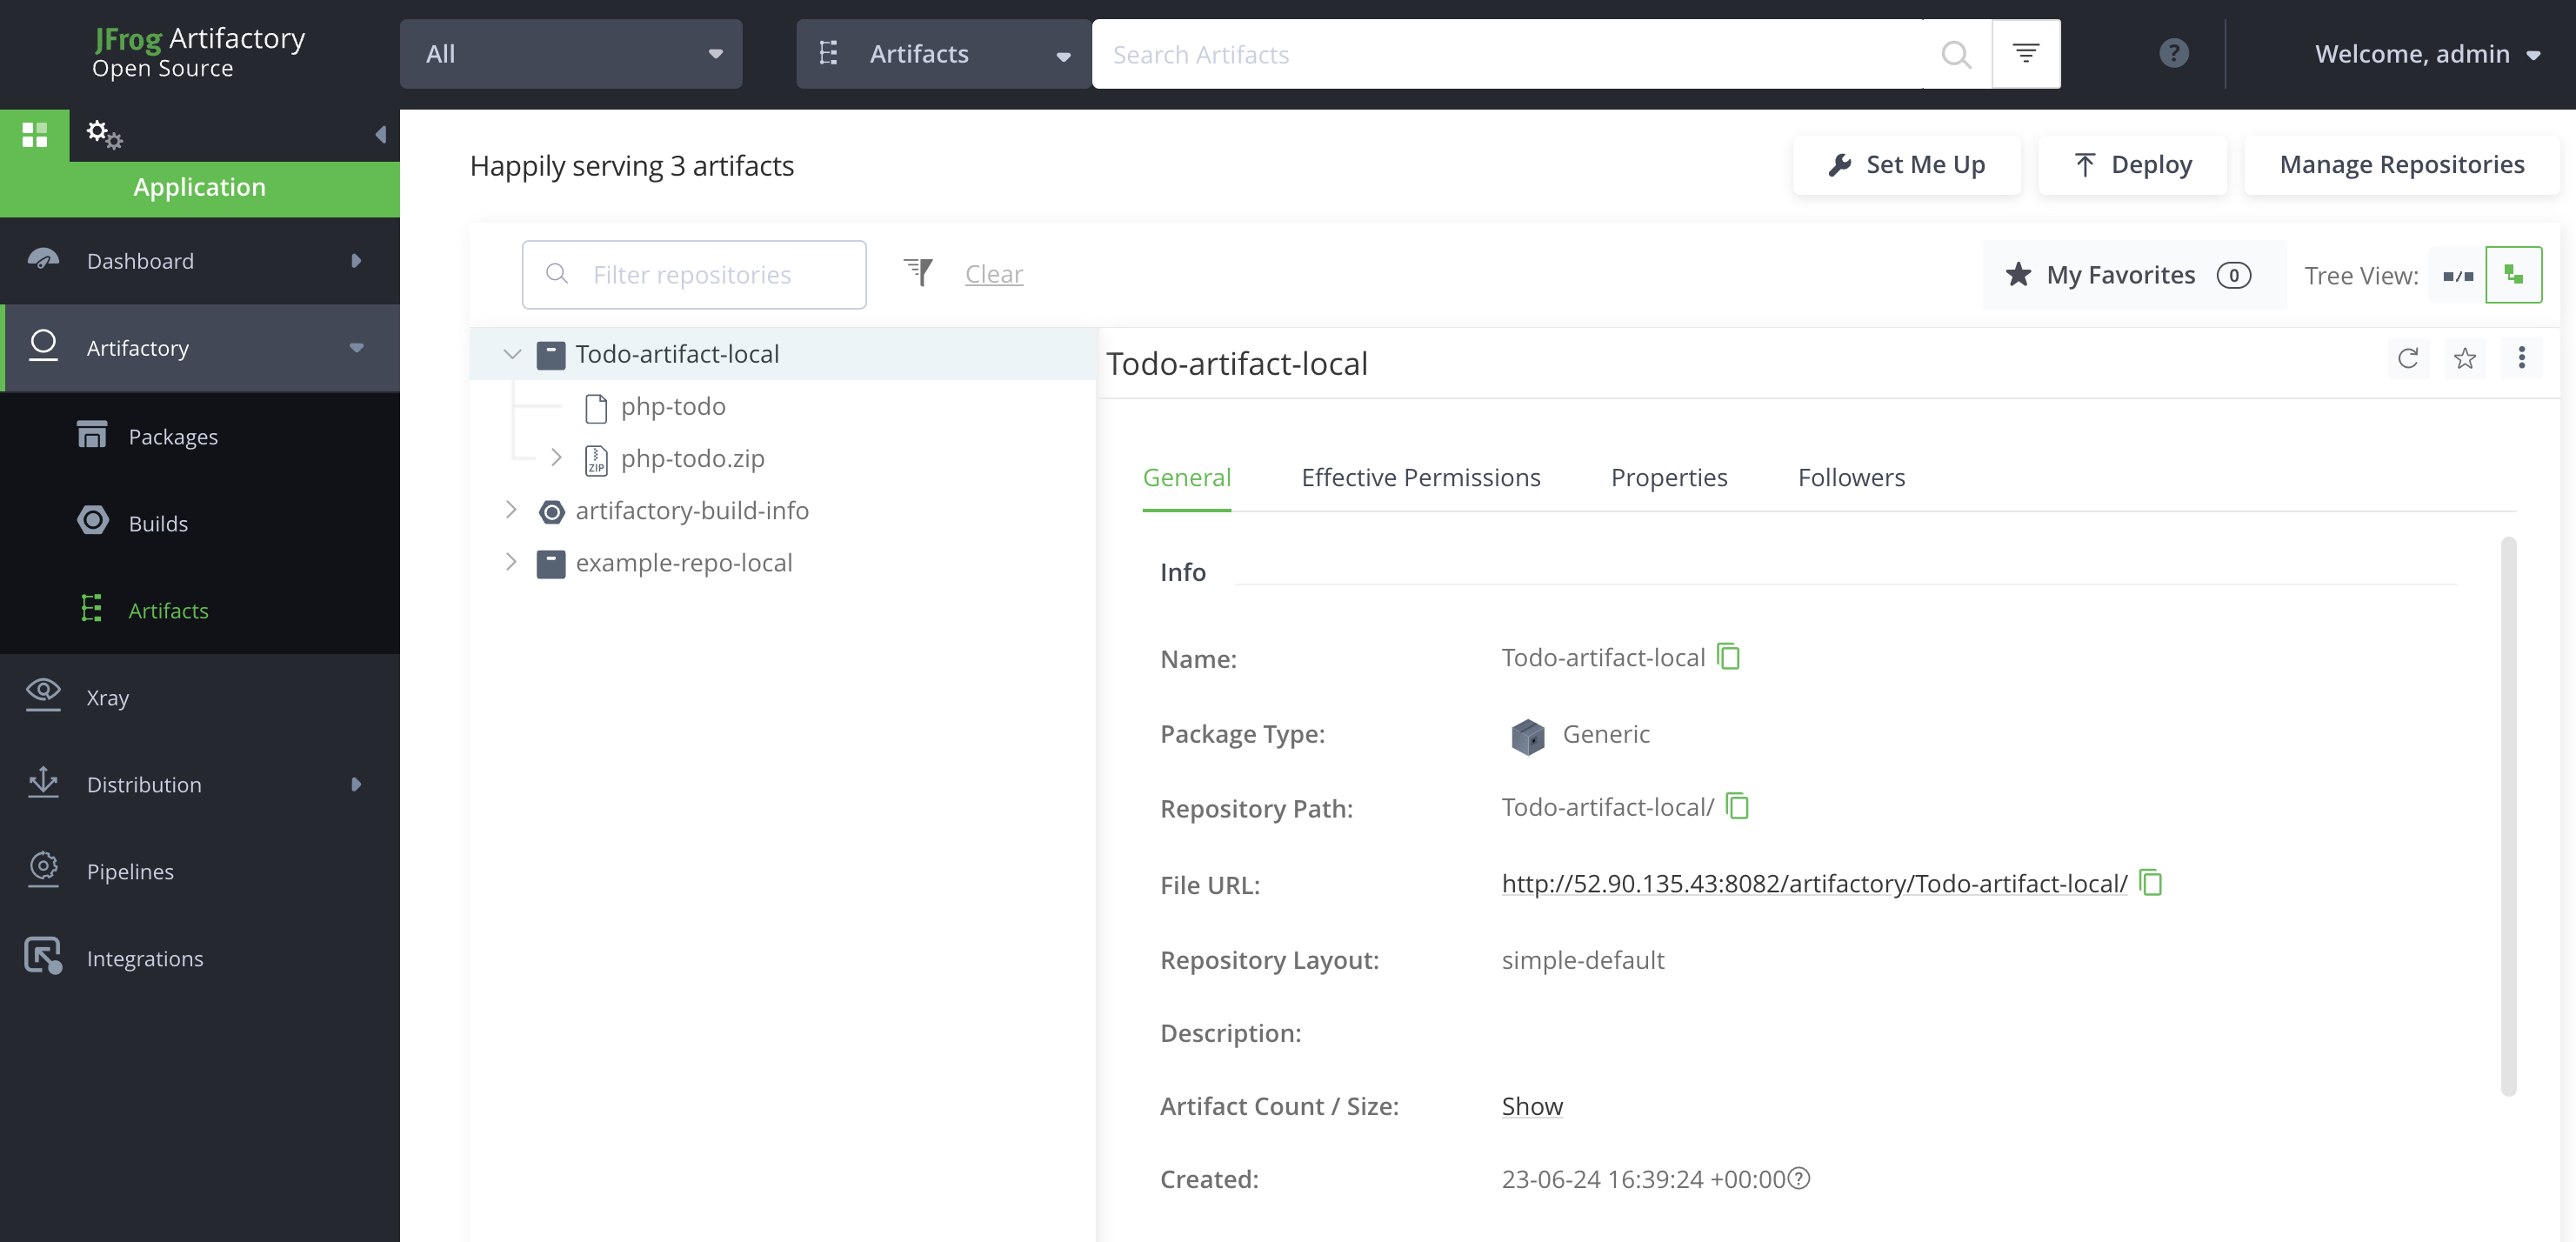 JFrog Artifactory
Open Source
All
Artifacts
Search Artifacts
?
Welcome, admin
Application
Happily serving 3 artifacts
Set Me Up
Deploy
Manage Repositories
Dashboard
Artifactory
Packages
Builds
Artifacts
Xray
Distribution
Pipelines
Integrations
Filter repositories
Clear
My Favorites 0
Tree View:
Todo-artifact-local
php-todo
ZIP php-todo.zip
artifactory-build-info
example-repo-local
Todo-artifact-local
General Effective Permissions Properties Followers
Info
Name: Todo-artifact-local
Package Type: Generic
Repository Path: Todo-artifact-local/
File URL: http://52.90.135.43:8082/artifactory/Todo-artifact-local/
Repository Layout: simple-default
Description:
Artifact Count / Size: Show
Created: 23-06-24 16:39:24 +00:00 ?